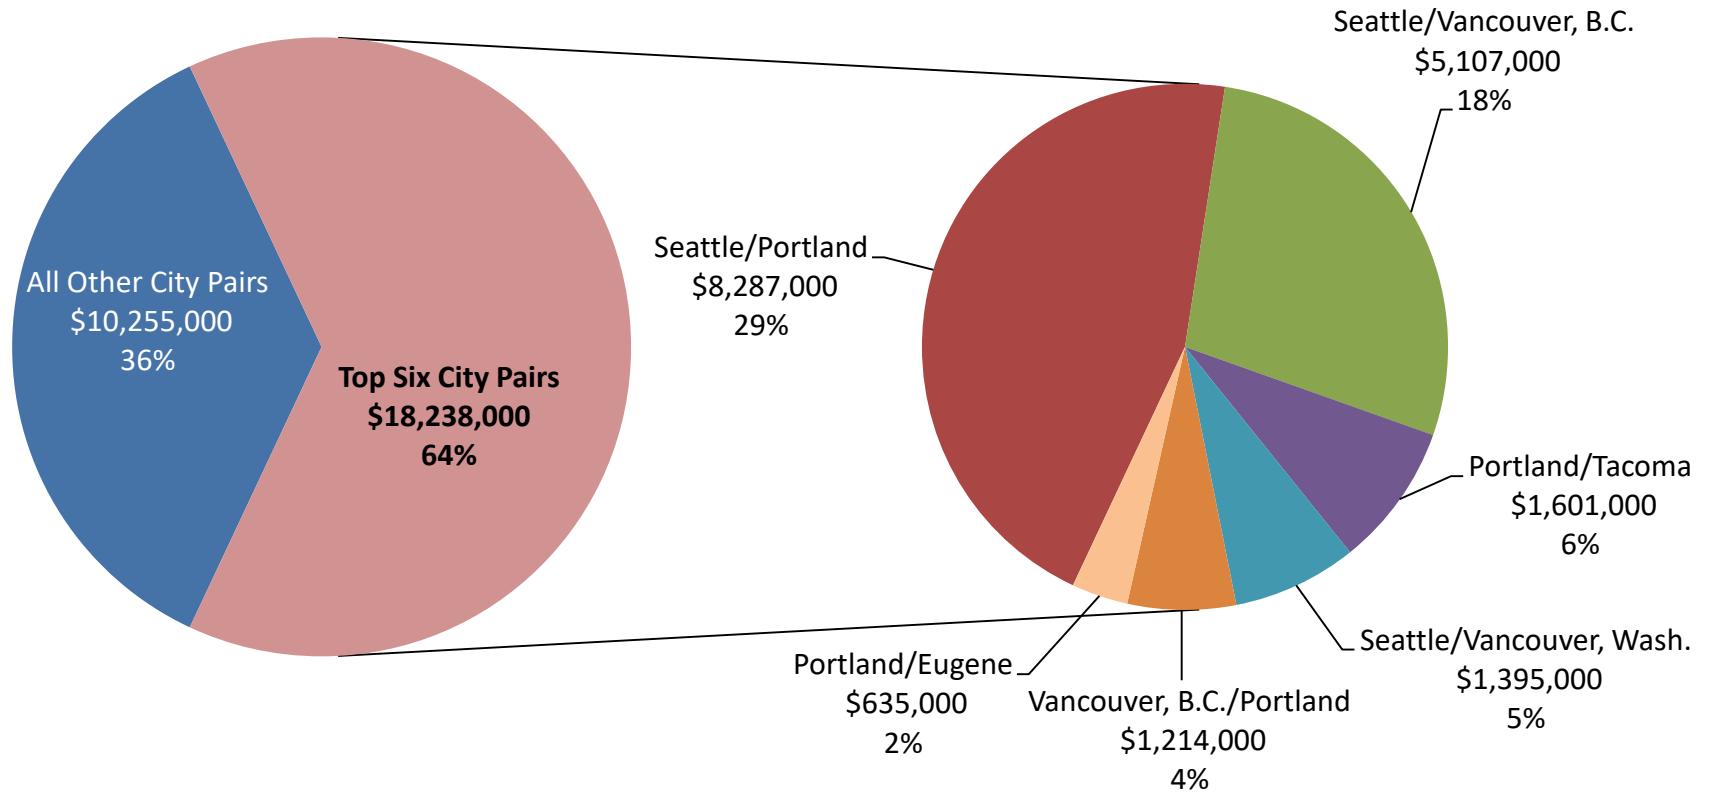 All Other City Pairs
$10,255,000
36%
Top Six City Pairs
$18,238,000
64%
Seattle/Portland
$8,287,000
29%
Seattle/Vancouver, B.C.
$5,107,000
18%
Portland/Tacoma
$1,601,000
6%
Seattle/Vancouver, Wash.
$1,395,000
5%
Vancouver, B.C./Portland
$1,214,000
4%
Portland/Eugene
$635,000
2%